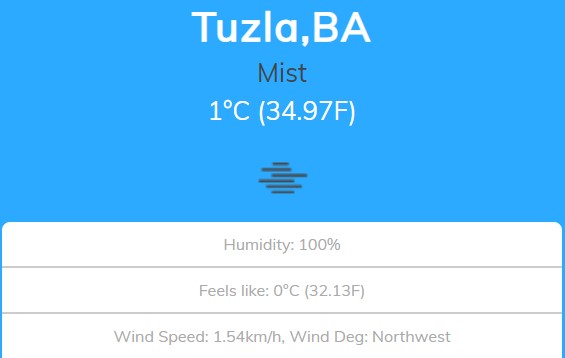 Tuzla,BA
Mist
1°C (34.97F)
Humidity: 100%
Feels like: 0°C (32.13F)
Wind Speed: 1.54km/h, Wind Deg: Northwest